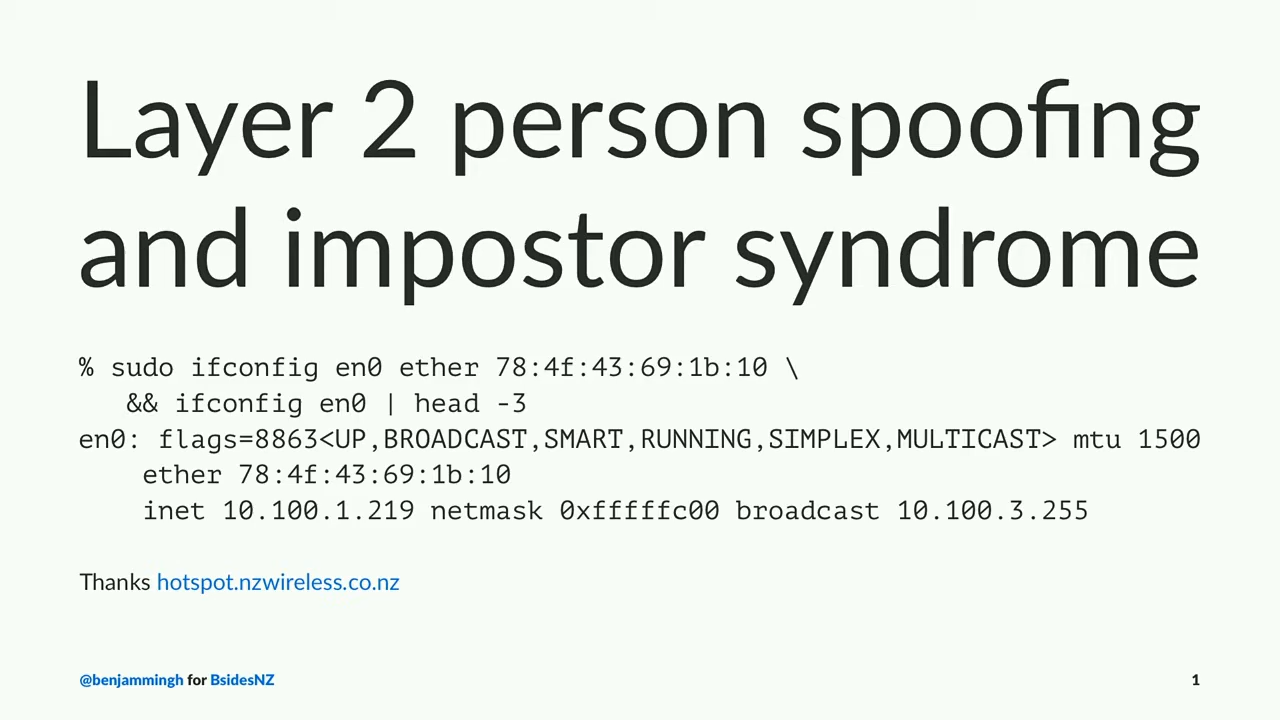 Layer 2 person spoofing
and impostor syndrome
% sudo ifconfig en0 ether 78:4f:43:69:1b:10 \
&& ifconfig en0 | head -3
en0: flags=8863<UP,BROADCAST,SMART,RUNNING,SIMPLEX,MULTICAST> mtu 1500
ether 78:4f:43:69:1b:10
inet 10.100.1.219 netmask 0xfffffc00 broadcast 10.100.3.255
Thanks hotspot.nzwireless.co.nz
@benjammingh for BsidesNZ
1